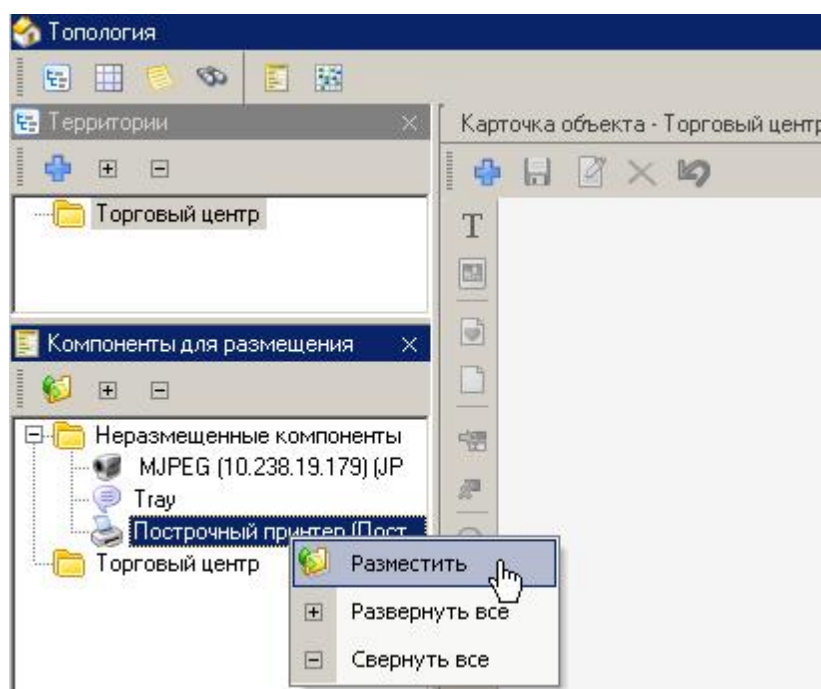 Топология
Территории
Торговый центр
Карточка объекта - Торговый центр
T
Компоненты для размещения
Неразмещенные компоненты
MJPEG (10.238.19.179) (JP
Tray
Построчный принтер (Пост
Торговый центр
Разместить
Развернуть все
Свернуть все